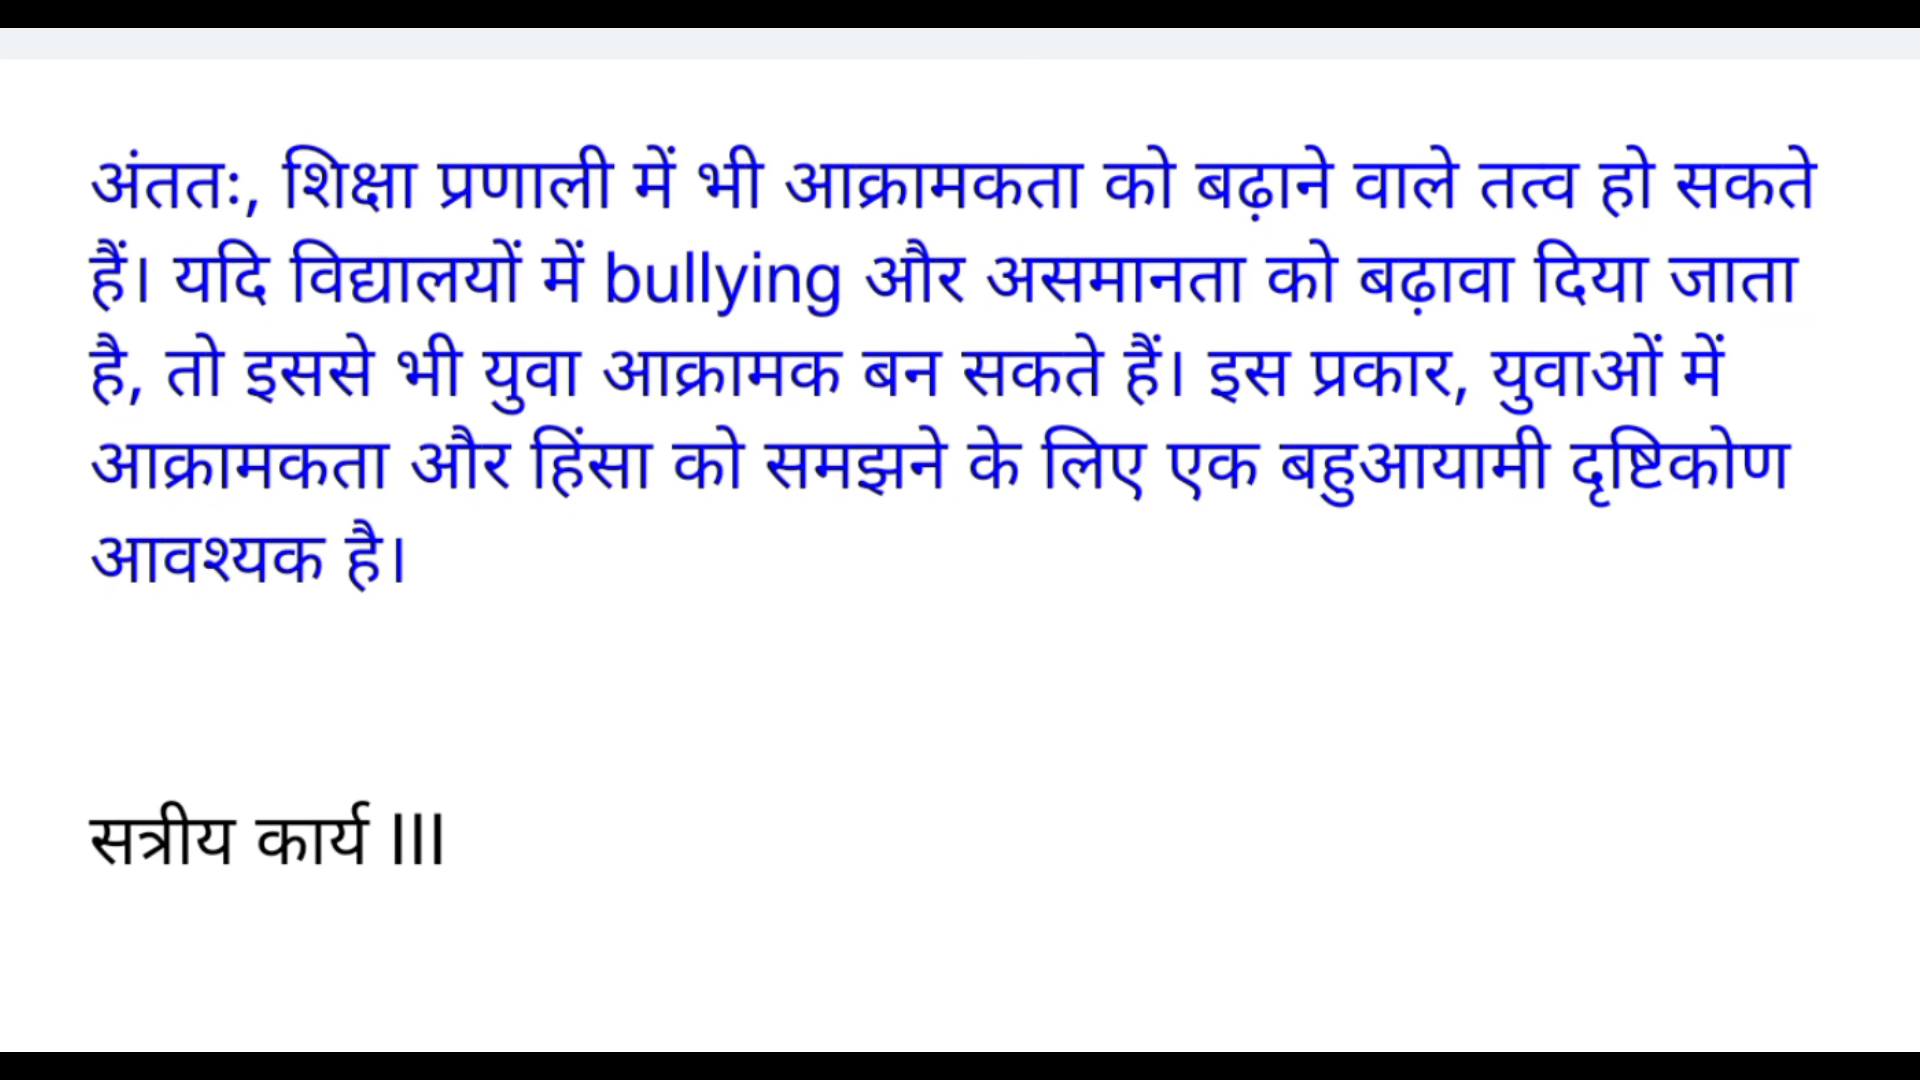 अंततः, शिक्षा प्रणाली में भी आक्रामकता को बढ़ाने वाले तत्व हो सकते
हैं। यदि विद्यालयों में bullying और असमानता को बढ़ावा दिया जाता
है, तो इससे भी युवा आक्रामक बन सकते हैं। इस प्रकार, युवाओं में
आक्रामकता और हिंसा को समझने के लिए एक बहुआयामी दृष्टिकोण
आवश्यक है।
सत्रीय कार्य III